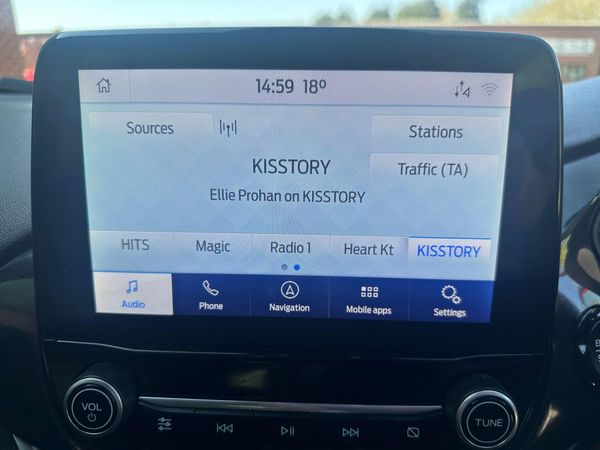 14:59 18°
Sources
Stations
KISSTORY
Traffic (TA)
Ellie Prohan on KISSTORY
HITS Magic Radio 1 Heart Kt KISSTORY
Audio Phone Navigation Mobile apps Settings
VOL
TUNE